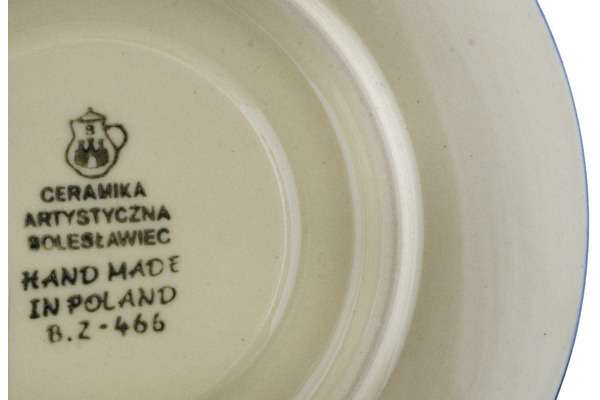 B
CERAMIKA
ARTYSTYCZNA
BOLESŁAWIEC
HAND MADE
IN POLAND
B.Z-466